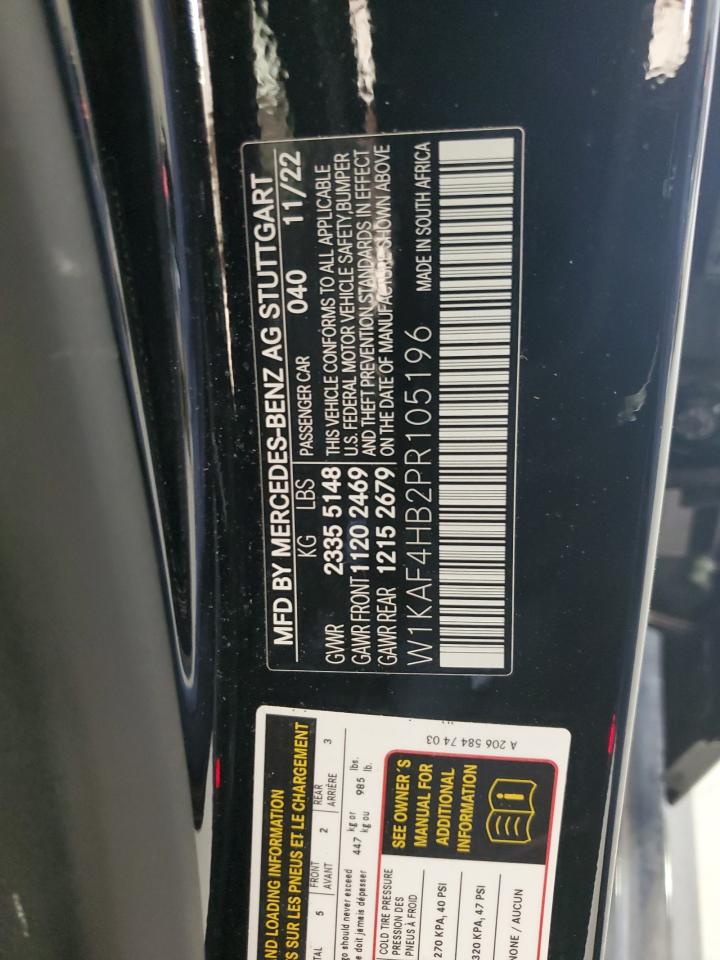 MFD BY MERCEDES-BENZ AG STUTTGART
KG LBS PASSENGER CAR 040 11/22
GVWR 2335 5148 THIS VEHICLE CONFORMS TO ALL APPLICABLE
GAWR FRONT 1120 2469 U.S. FEDERAL MOTOR VEHICLE SAFETY, BUMPER
AND THEFT PREVENTION STANDARDS IN EFFECT
GAWR REAR 1215 2679 ON THE DATE OF MANUFACTURE SHOWN ABOVE
W1KAF4HB2PR105196 MADE IN SOUTH AFRICA
AND LOADING INFORMATION
SUR LES PNEUS ET LE CHARGEMENT
5 FRONT 2 REAR 3
AVANT ARRIÈRE
should never exceed 447 kg or 985 lbs.
doit jamais dépasser kg ou lb.
COLD TIRE PRESSURE
PRESSION DES
PNEUS À FROID
270 KPA, 40 PSI
320 KPA, 47 PSI
NONE / AUCUN
SEE OWNER'S
MANUAL FOR
ADDITIONAL
INFORMATION
A 206 584 74 03